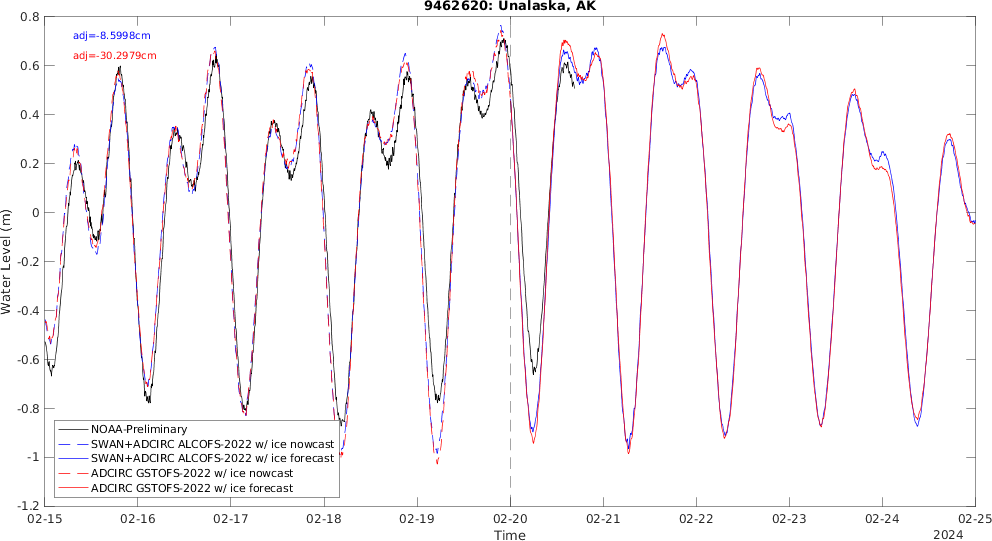 9462620: Unalaska, AK
adj=-8.5998cm
adj=-30.2979cm
Water Level (m)
0.8
0.6
0.4
0.2
0
-0.2
-0.4
-0.6
-0.8
-1
-1.2
NOAA-Preliminary
SWAN+ADCIRC ALCOFS-2022 w/ ice nowcast
SWAN+ADCIRC ALCOFS-2022 w/ ice forecast
ADCIRC GSTOFS-2022 w/ ice nowcast
ADCIRC GSTOFS-2022 w/ ice forecast
02-15 02-16 02-17 02-18 02-19 02-20 02-21 02-22 02-23 02-24 02-25
Time
2024